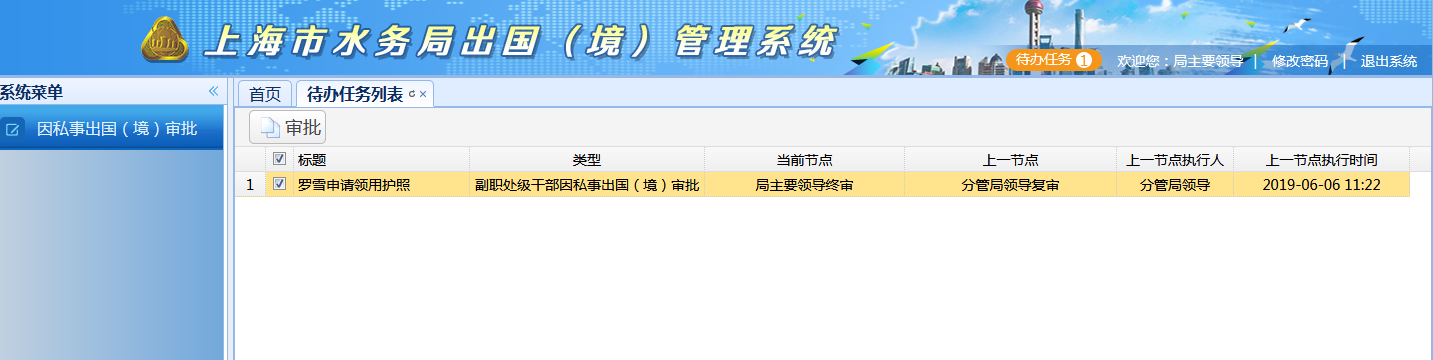 上海市水务局出国（境）管理系统
待办任务 1 欢迎您：局主要领导 | 修改密码 | 退出系统
系统菜单
首页 待办任务列表
因私事出国（境）审批
审批
标题 类型 当前节点 上一节点 上一节点执行人 上一节点执行时间
1 罗雪申请领用护照 副职处级干部因私事出国（境）审批 局主要领导终审 分管局领导复审 分管局领导 2019-06-06 11:22